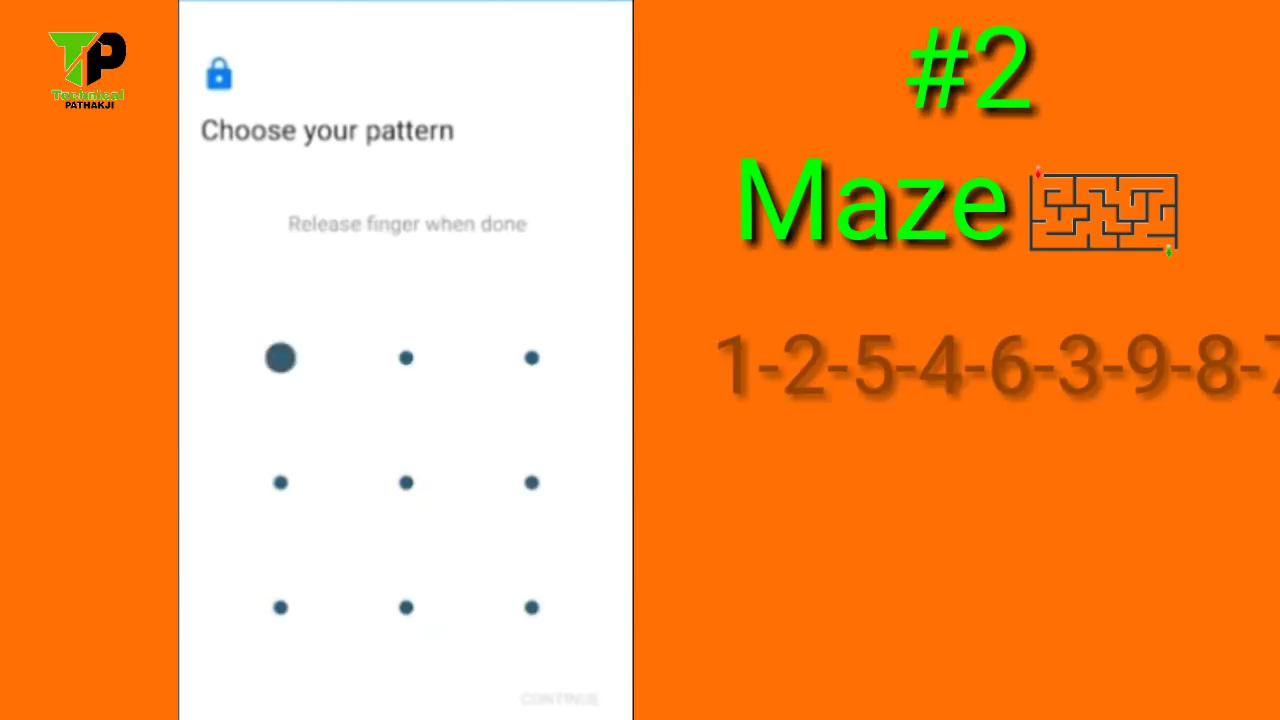 Technical
PATHAKJI
Choose your pattern
Release finger when done
CONTINUE
#2
Maze
1-2-5-4-6-3-9-8-7